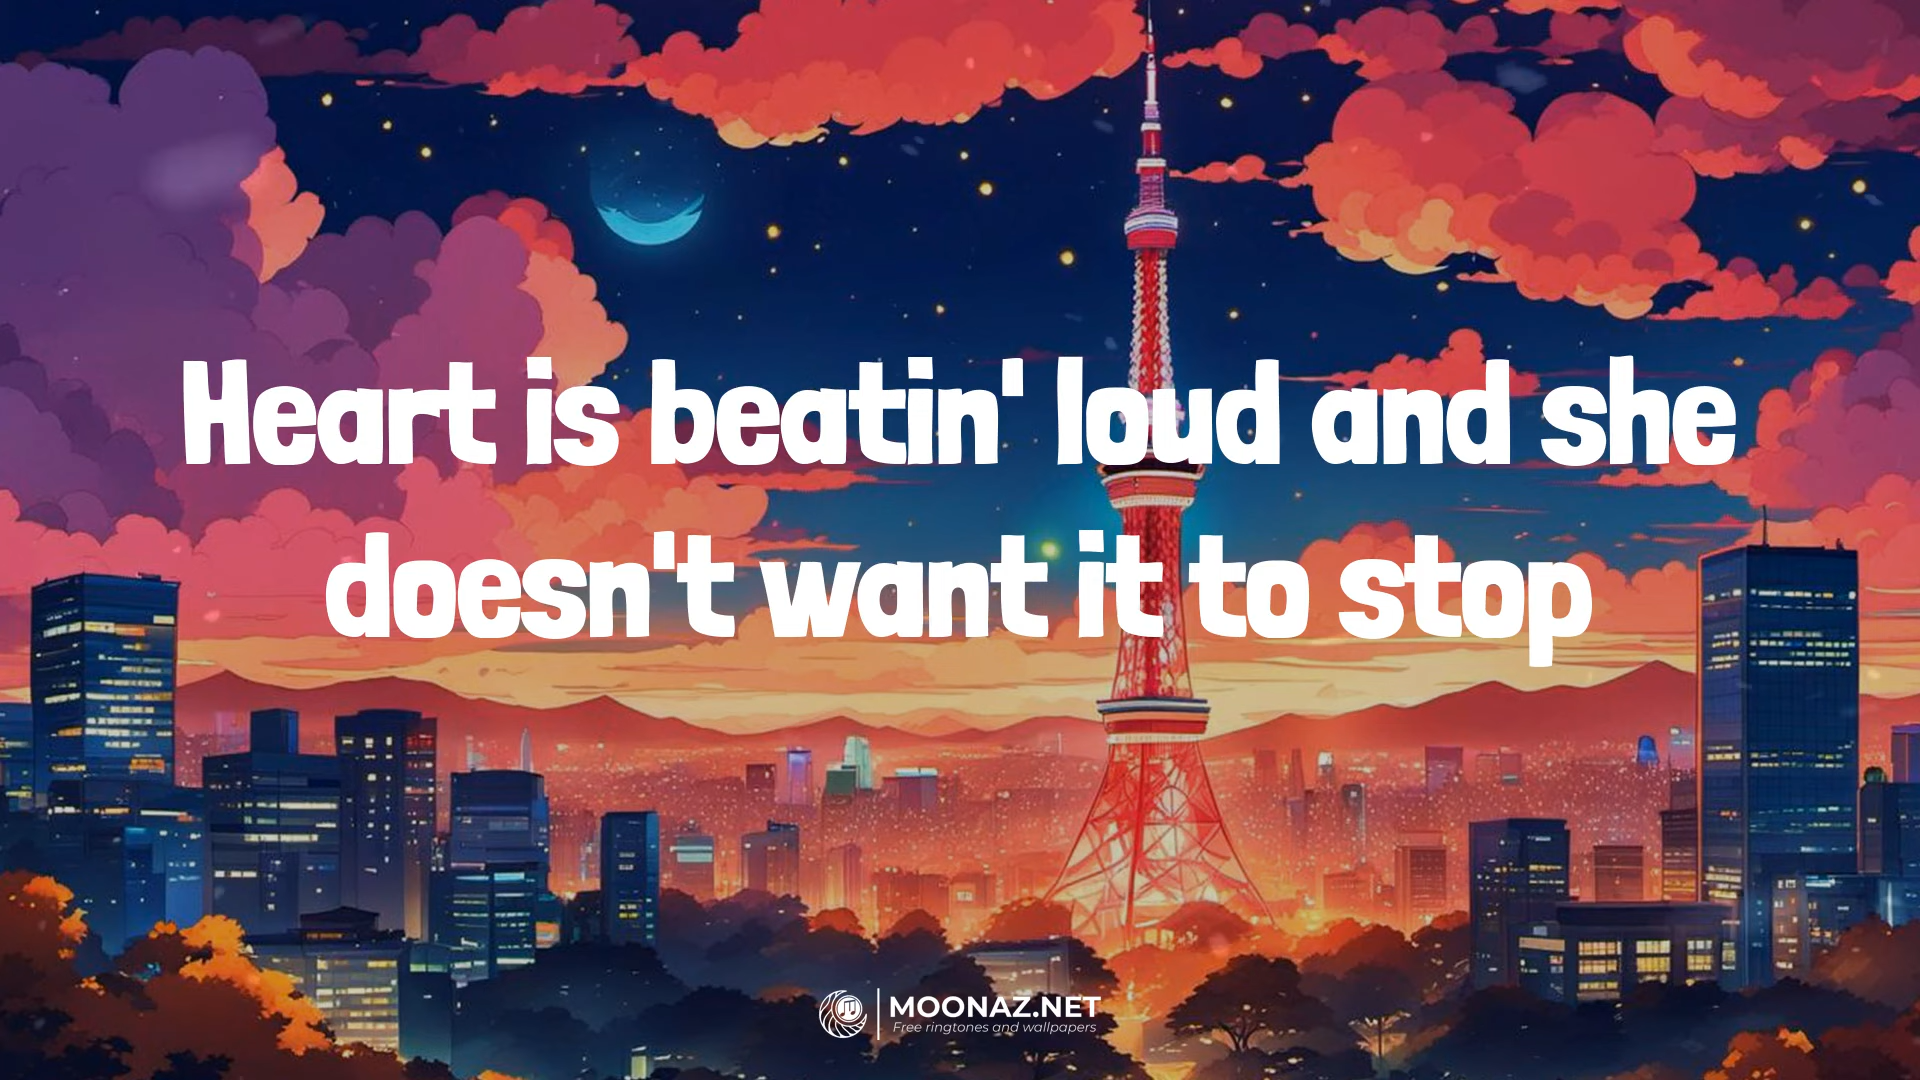 Heart is beatin' loud and she
doesn't want it to stop
MOONAZ.NET
Free ringtones and wallpapers